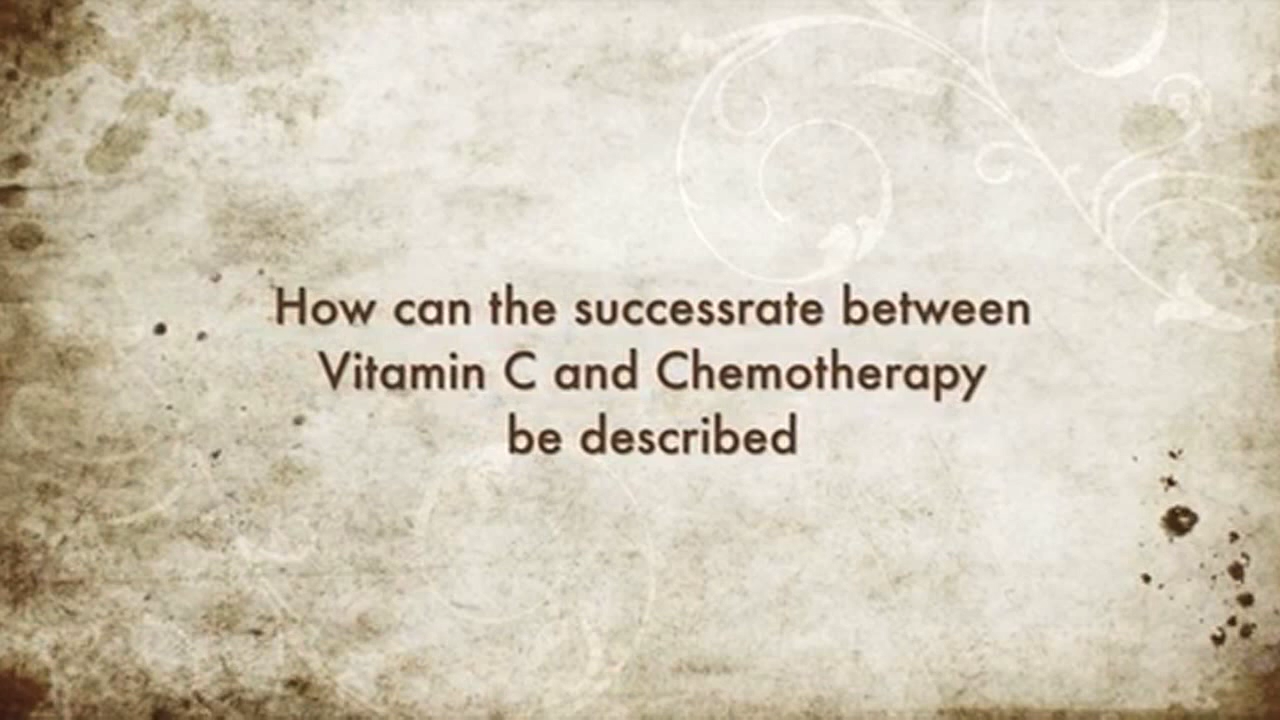 How can the successrate between
Vitamin C and Chemotherapy
be described